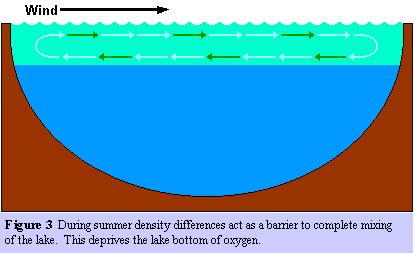 Wind
Figure 3 During summer density differences act as a barrier to complete mixing
of the lake. This deprives the lake bottom of oxygen.